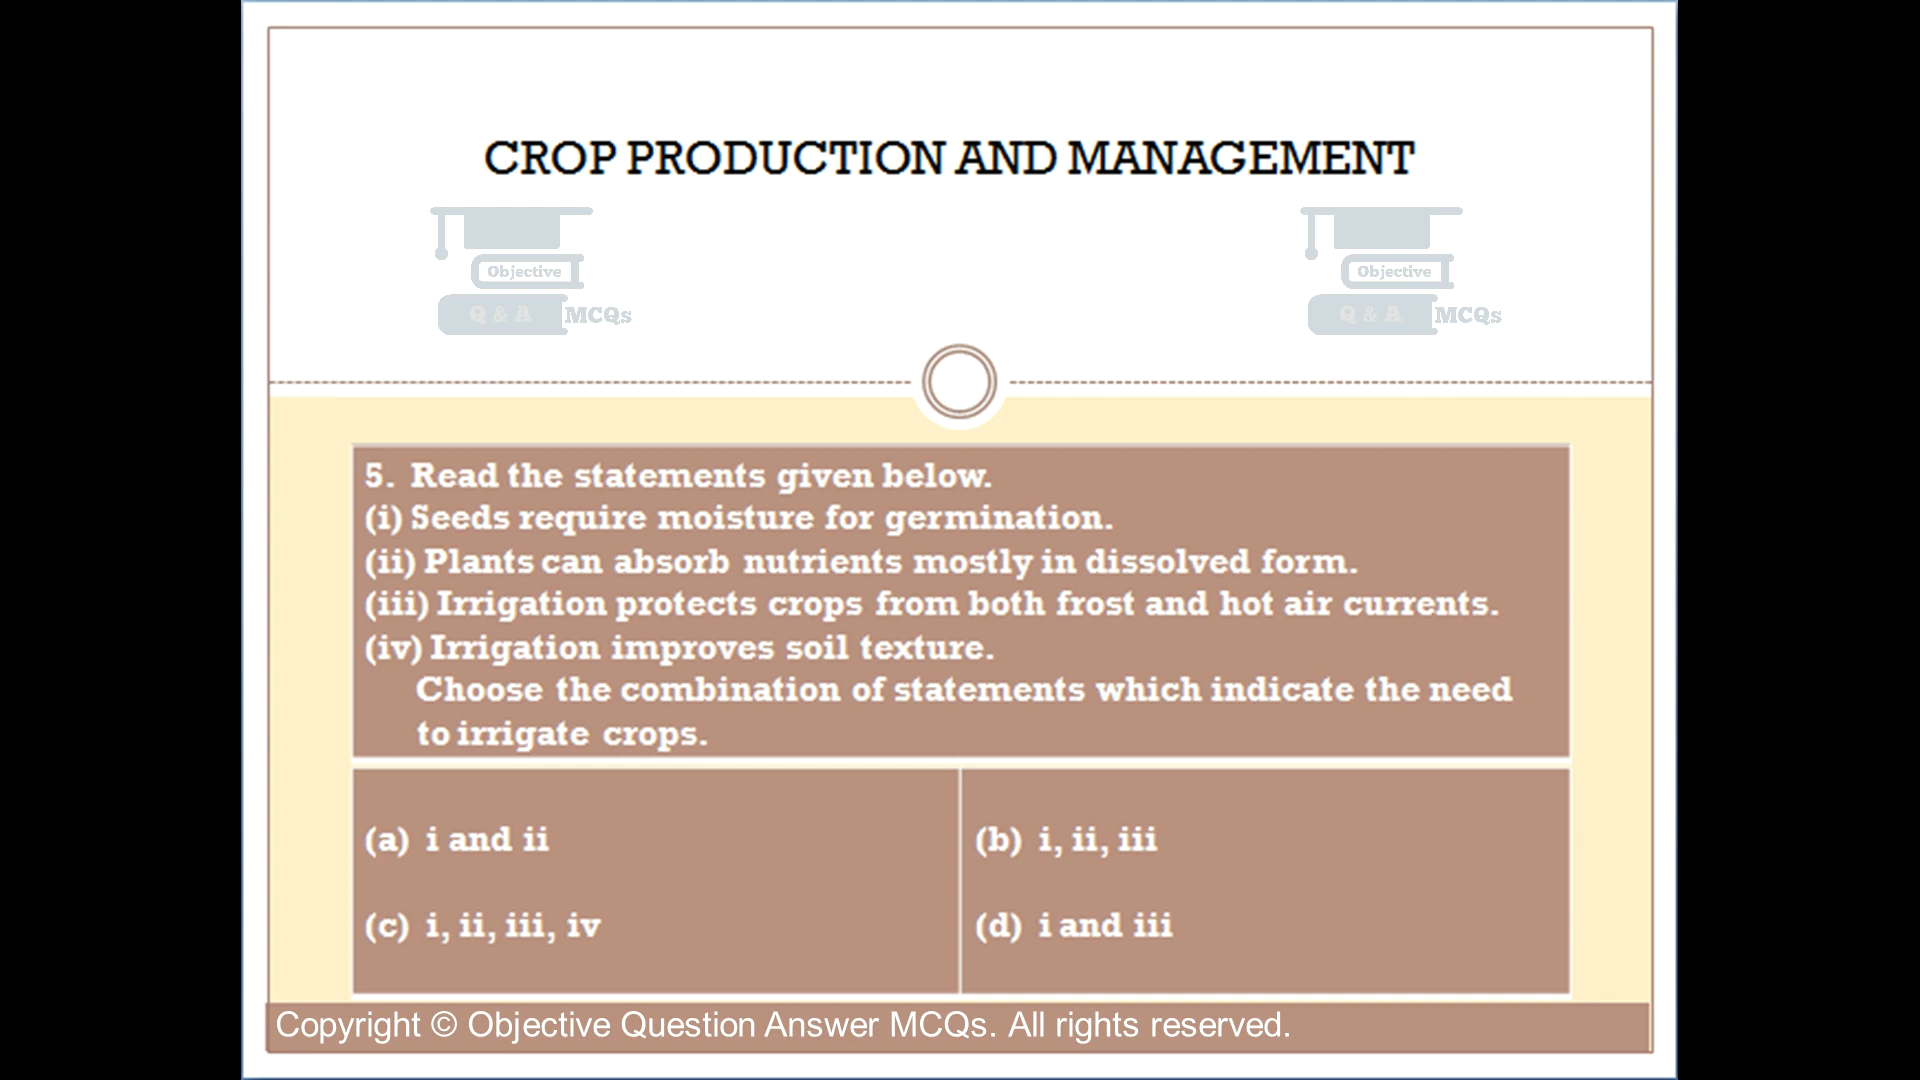 CROP PRODUCTION AND MANAGEMENT
Objective
Q & A MCQs
Objective
Q & A MCQs
5. Read the statements given below.
(i) Seeds require moisture for germination.
(ii) Plants can absorb nutrients mostly in dissolved form.
(iii) Irrigation protects crops from both frost and hot air currents.
(iv) Irrigation improves soil texture.
Choose the combination of statements which indicate the need
to irrigate crops.
(a) i and ii
(b) i, ii, iii
(c) i, ii, iii, iv
(d) i and iii
Copyright © Objective Question Answer MCQs. All rights reserved.